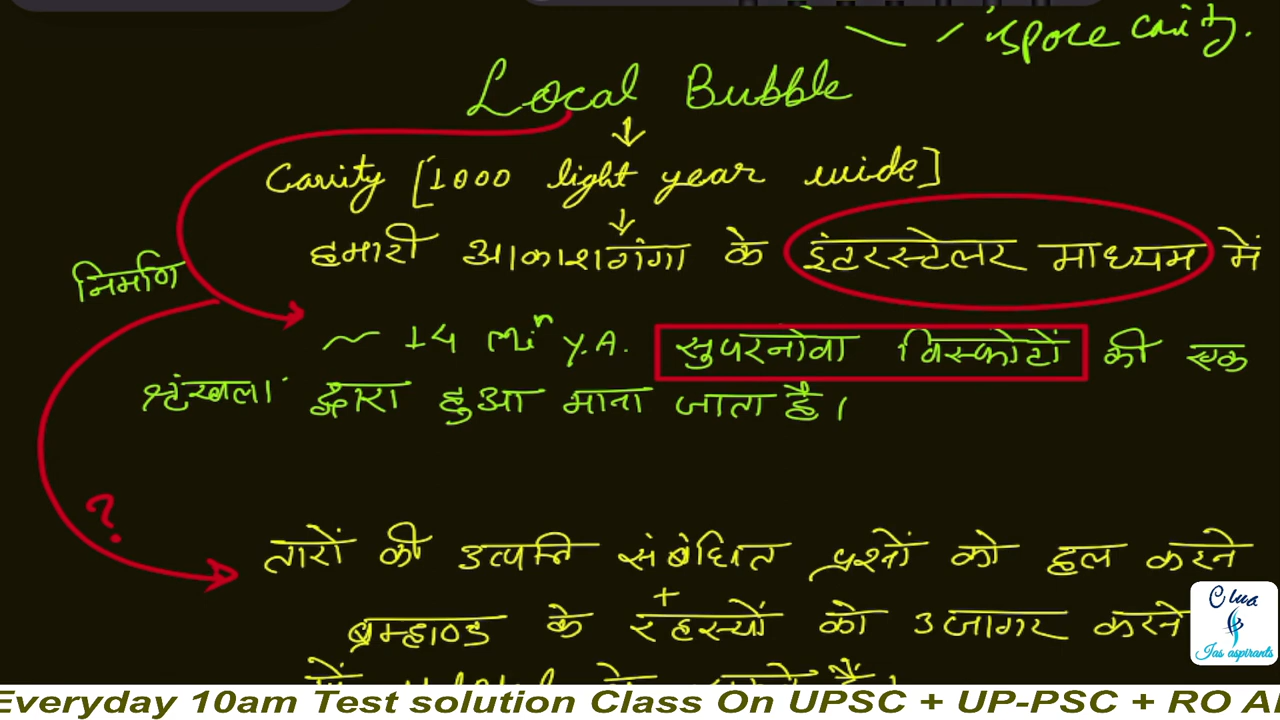 space cavity.
Local Bubble
Cavity [1000 light year wide]
हमारी आकाशगंगा के इंटरस्टेलर माध्यम में
निर्माण
~ 14 Miⁿ Y.A. सुपरनोवा विस्फोटों की एक
श्रृंखला द्वारा हुआ माना जाता है।
?
तारों की उत्पत्ति संबंधित प्रश्नों को हल करने
+
ब्रम्हाण्ड के रहस्यों को उजागर करने
में
Clue
Ias aspirants
Everyday 10am Test solution Class On UPSC + UP-PSC + RO A